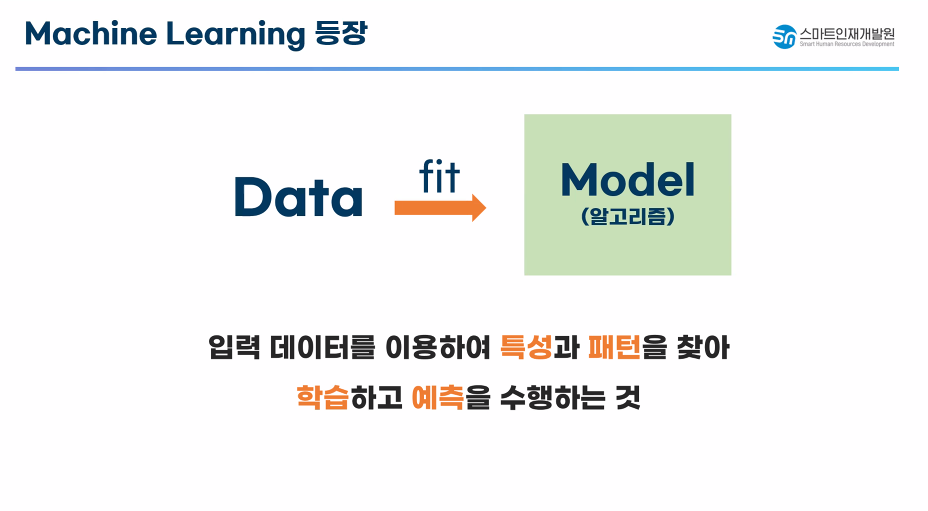 Machine Learning 등장
스마트인재개발원
Smart Human Resources Development
Data
fit
Model
(알고리즘)
입력 데이터를 이용하여 특성과 패턴을 찾아
학습하고 예측을 수행하는 것